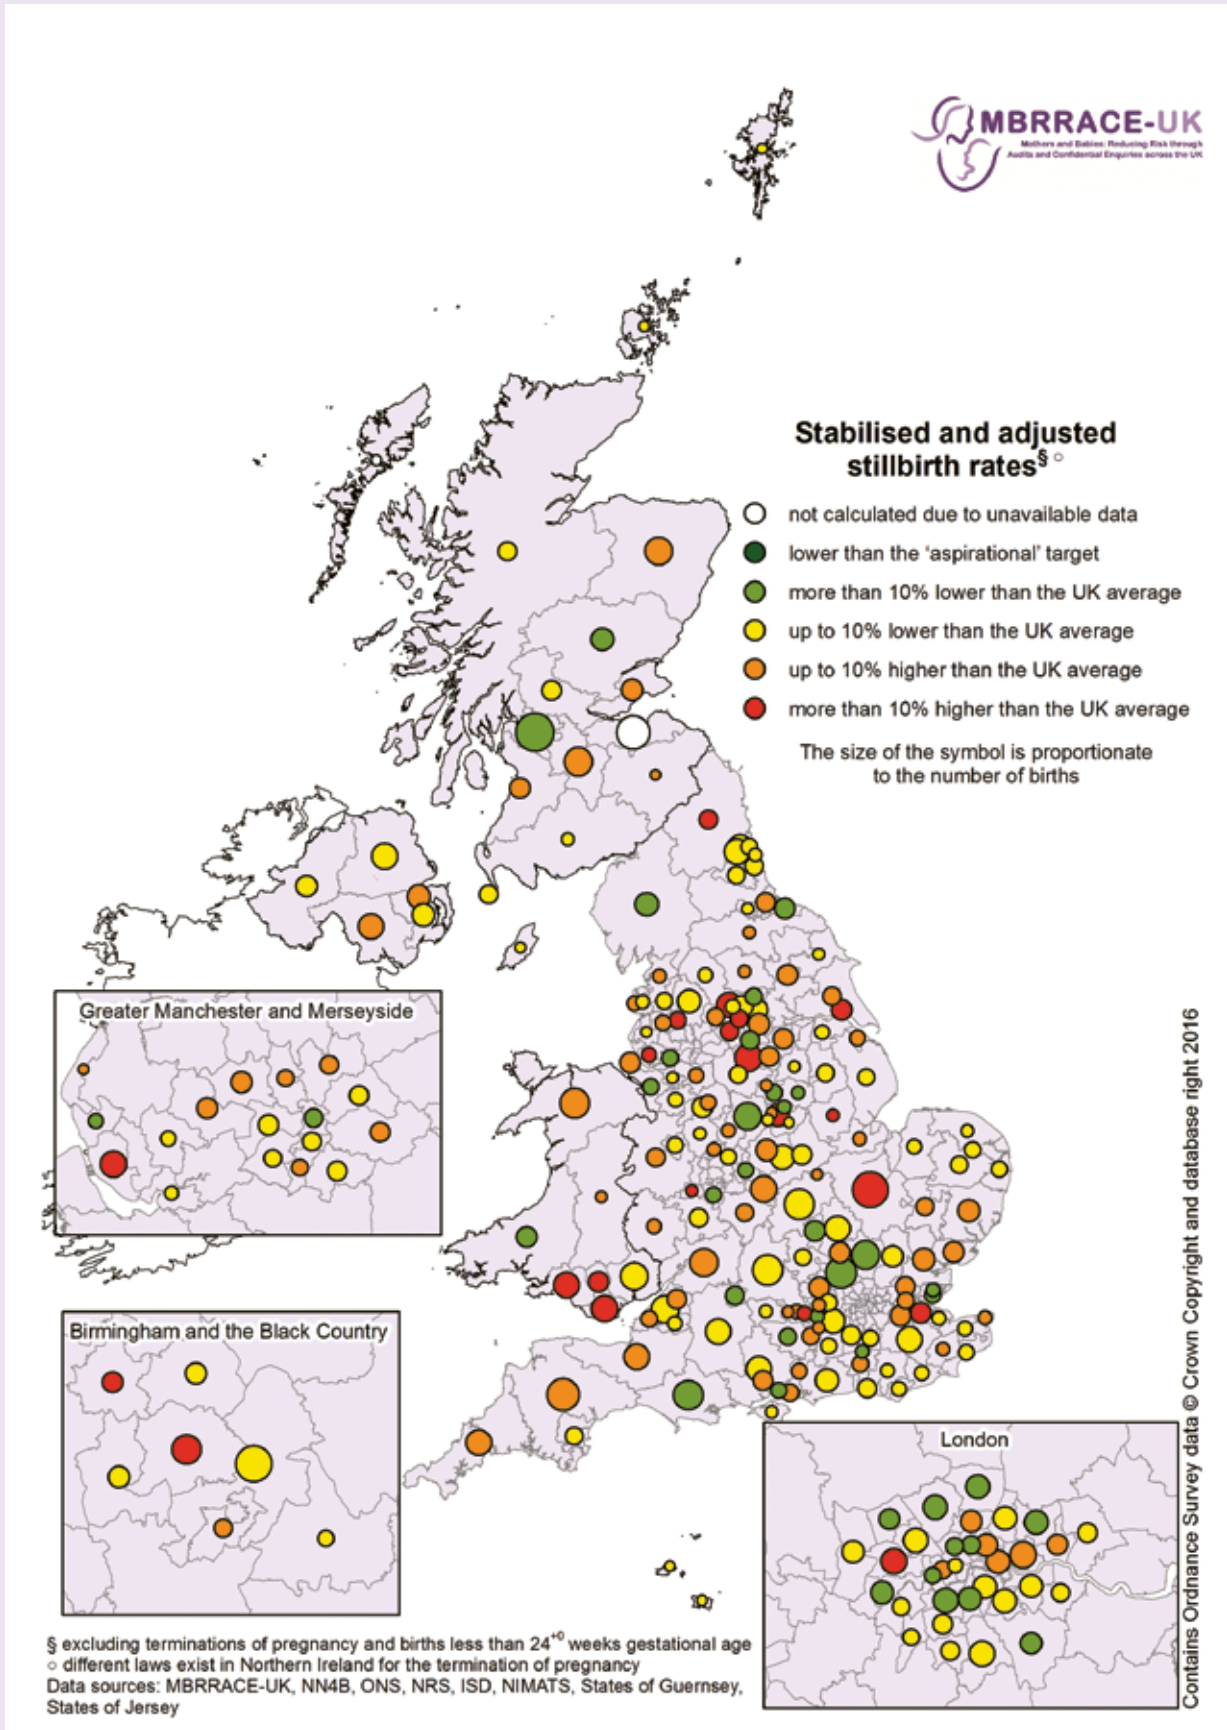 MBRRACE-UK
Mothers and Babies: Reducing Risk through
Audits and Confidential Enquiries across the UK
Stabilised and adjusted
stillbirth rates§ ○
not calculated due to unavailable data
lower than the ‘aspirational’ target
more than 10% lower than the UK average
up to 10% lower than the UK average
up to 10% higher than the UK average
more than 10% higher than the UK average
The size of the symbol is proportionate
to the number of births
Greater Manchester and Merseyside
Birmingham and the Black Country
London
§ excluding terminations of pregnancy and births less than 24+0 weeks gestational age
○ different laws exist in Northern Ireland for the termination of pregnancy
Data sources: MBRRACE-UK, NN4B, ONS, NRS, ISD, NIMATS, States of Guernsey,
States of Jersey
Contains Ordnance Survey data © Crown Copyright and database right 2016